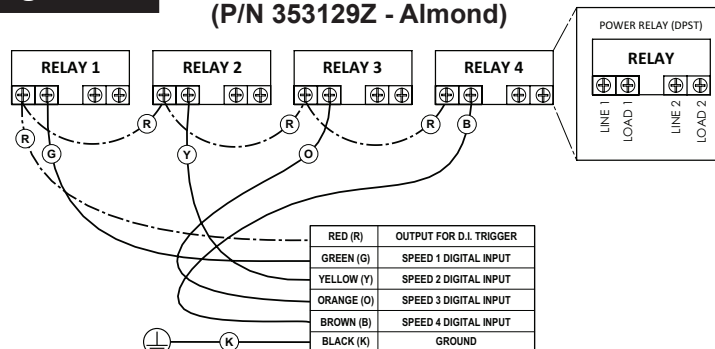 (P/N 353129Z - Almond)
POWER RELAY (DPST)
RELAY
LINE 1
LOAD 1
LINE 2
LOAD 2
RELAY 1
RELAY 2
RELAY 3
RELAY 4
R
R
R
R
B
G
Y
O
RED (R) OUTPUT FOR D.I. TRIGGER
GREEN (G) SPEED 1 DIGITAL INPUT
YELLOW (Y) SPEED 2 DIGITAL INPUT
ORANGE (O) SPEED 3 DIGITAL INPUT
BROWN (B) SPEED 4 DIGITAL INPUT
K
BLACK (K) GROUND